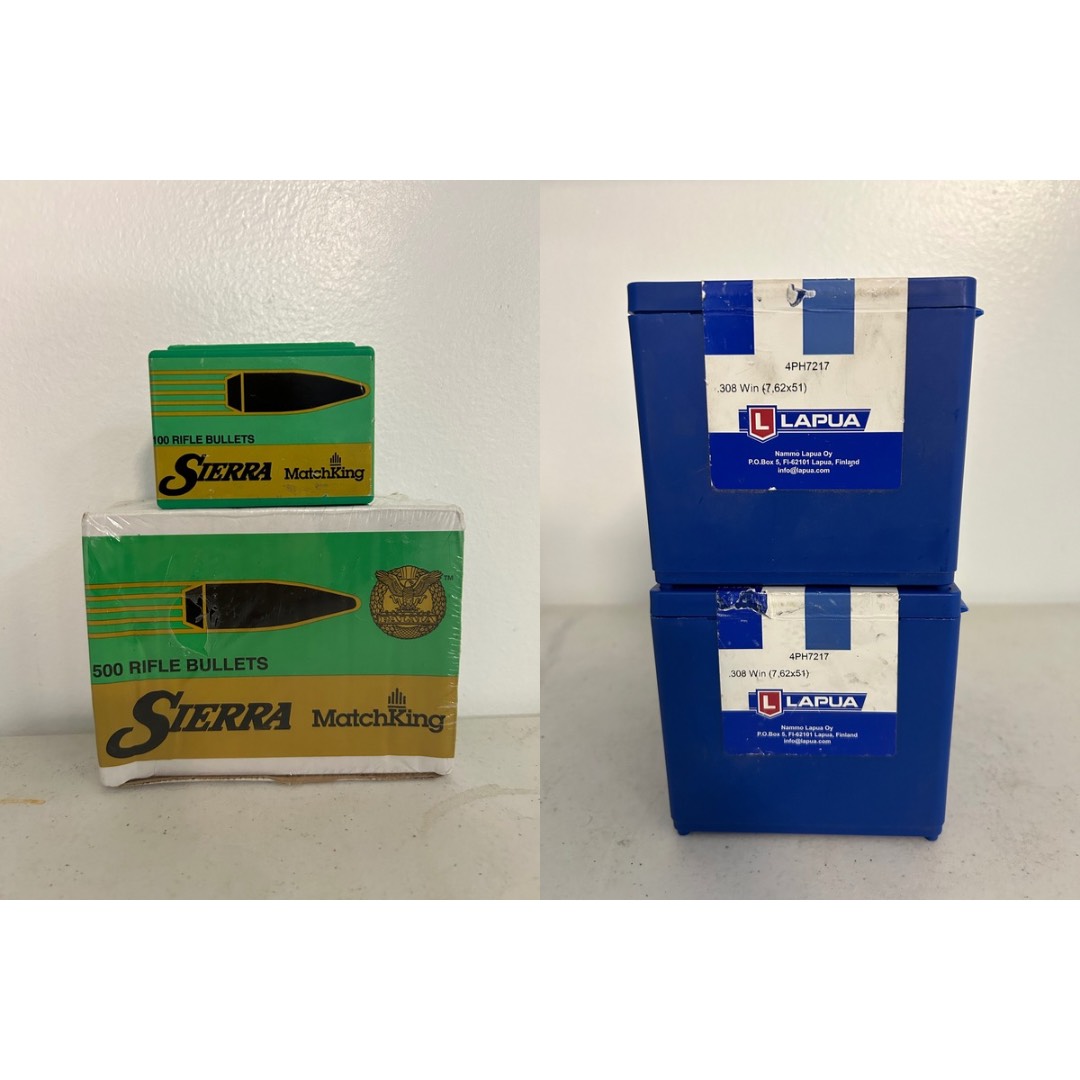 100 RIFLE BULLETS
SIERRA MatchKing
TM
500 RIFLE BULLETS
SIERRA MatchKing
4PH7217
.308 Win (7,62x51)
L LAPUA
Nammo Lapua Oy
P.O.Box 5, FI-62101 Lapua, Finland
info@lapua.com
4PH7217
.308 Win (7,62x51)
L LAPUA
Nammo Lapua Oy
P.O.Box 5, FI-62101 Lapua, Finland
info@lapua.com